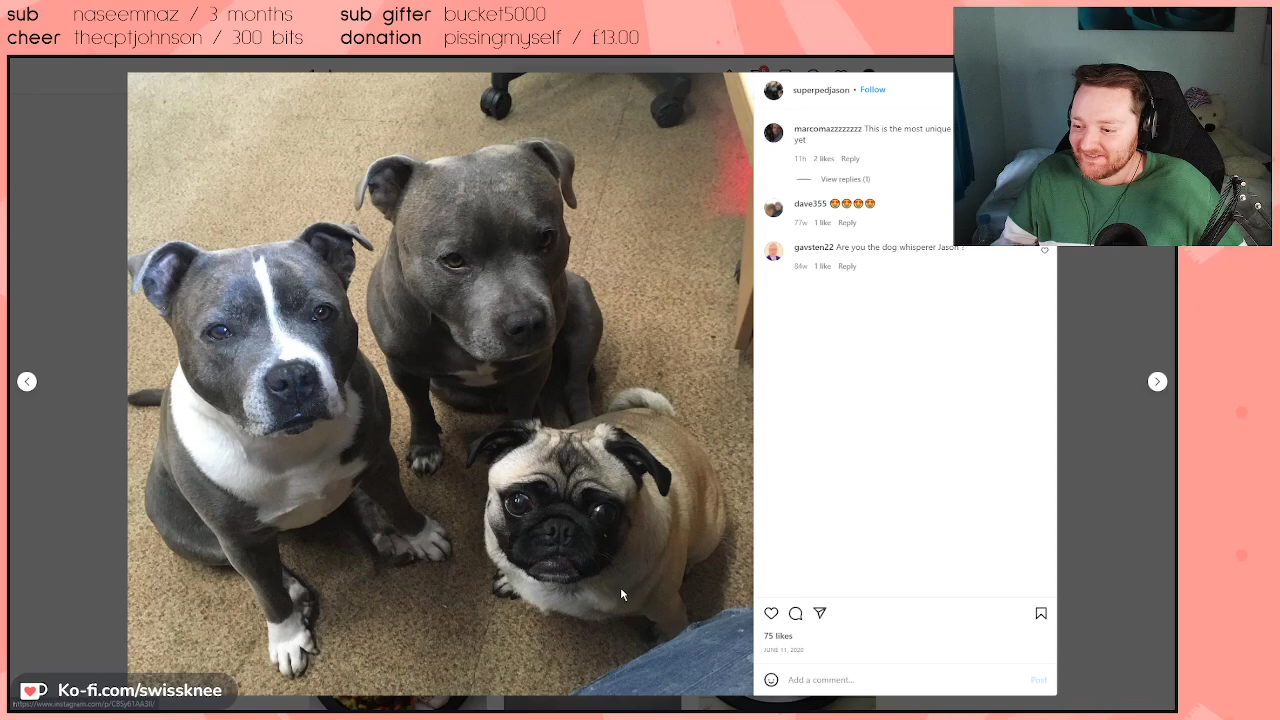 sub seaemnaz / 3 months
sub gifter bucket5000
cheer thecptjohnson / 300 bits
donation pissingmyself / £13.00
superpedjason • Follow
marcomazzzzzzzz This is the most unique
yet
11h 2 likes Reply
View replies (1)
dave355
77w 1 like Reply
gavsten22 Are you the dog whisperer Jason ?
84w 1 like Reply
75 likes
JUNE 11, 2020
Add a comment... Post
Ko-fi.com/swissknee